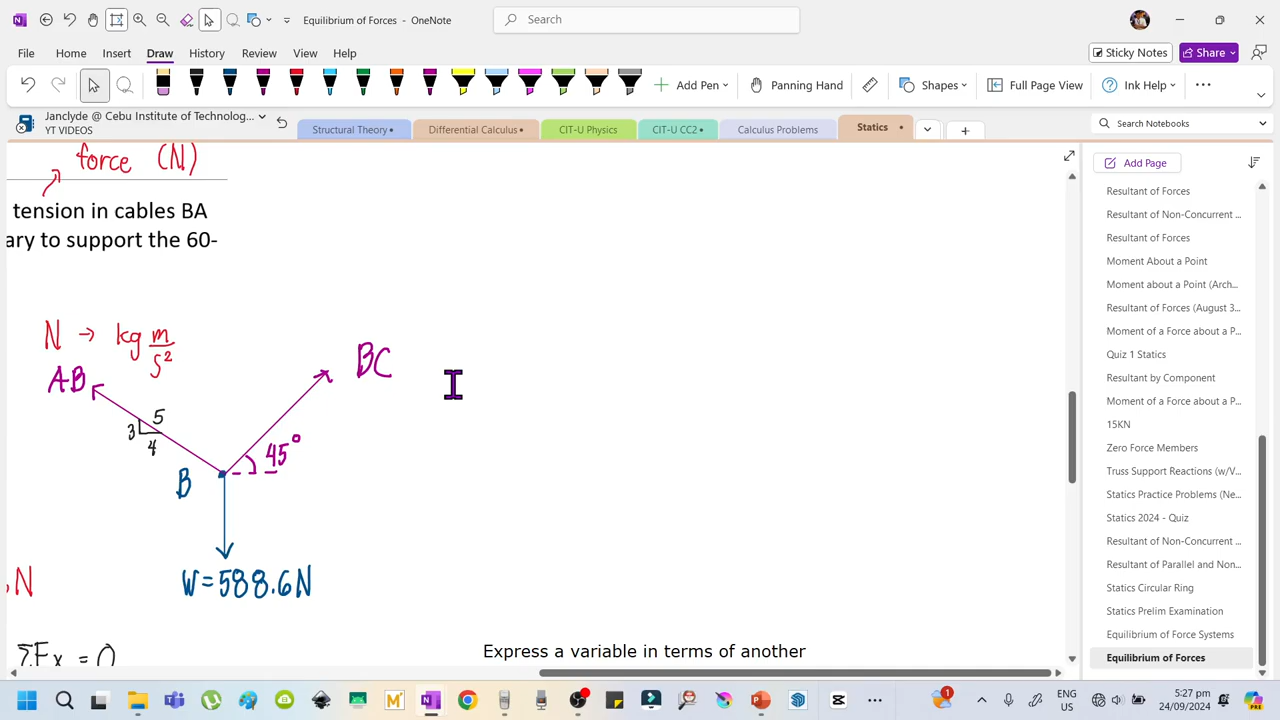 Equilibrium of Forces - OneNote
Search
File Home Insert Draw History Review View Help
Sticky Notes
Share
Add Pen
Panning Hand
Shapes
Full Page View
Ink Help
Janclyde @ Cebu Institute of Technolog...
YT VIDEOS
Structural Theory
Differential Calculus
CIT-U Physics
CIT-U CC2
Calculus Problems
Statics
Search Notebooks
Add Page
force (N)
tension in cables BA
ary to support the 60-
N → kg m/s²
AB
BC
5
3
4
45°
B
W=588.6N
N
ΣFx = 0
Express a variable in terms of another
Resultant of Forces
Resultant of Non-Concurrent ...
Resultant of Forces
Moment About a Point
Moment about a Point (Arch...
Resultant of Forces (August 3...
Moment of a Force about a P...
Quiz 1 Statics
Resultant by Component
Moment of a Force about a P...
15KN
Zero Force Members
Truss Support Reactions (w/V...
Statics Practice Problems (Ne...
Statics 2024 - Quiz
Resultant of Non-Concurrent ...
Resultant of Parallel and Non...
Statics Circular Ring
Statics Prelim Examination
Equilibrium of Force Systems
Equilibrium of Forces
1
ENG
US
5:27 pm
24/09/2024